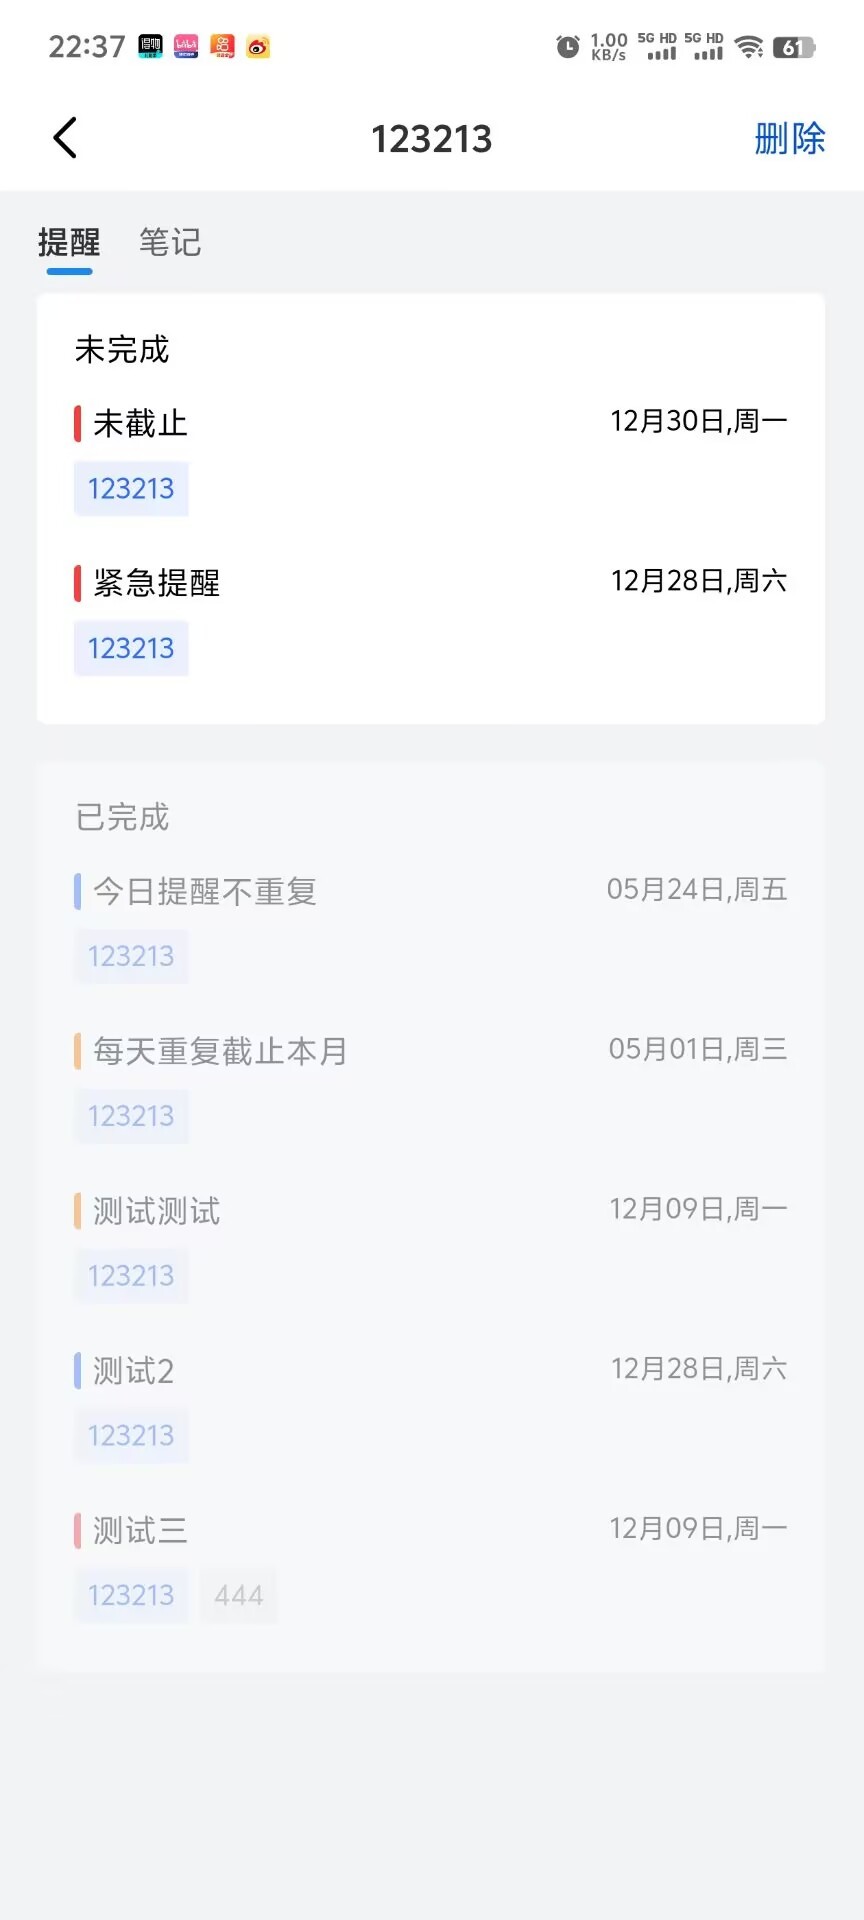 22:37 1.00 KB/s 5G HD 5G HD 61
123213 删除
提醒 笔记
未完成
未截止 12月30日,周一
123213
紧急提醒 12月28日,周六
123213
已完成
今日提醒不重复 05月24日,周五
123213
每天重复截止本月 05月01日,周三
123213
测试测试 12月09日,周一
123213
测试2 12月28日,周六
123213
测试三 12月09日,周一
123213 444